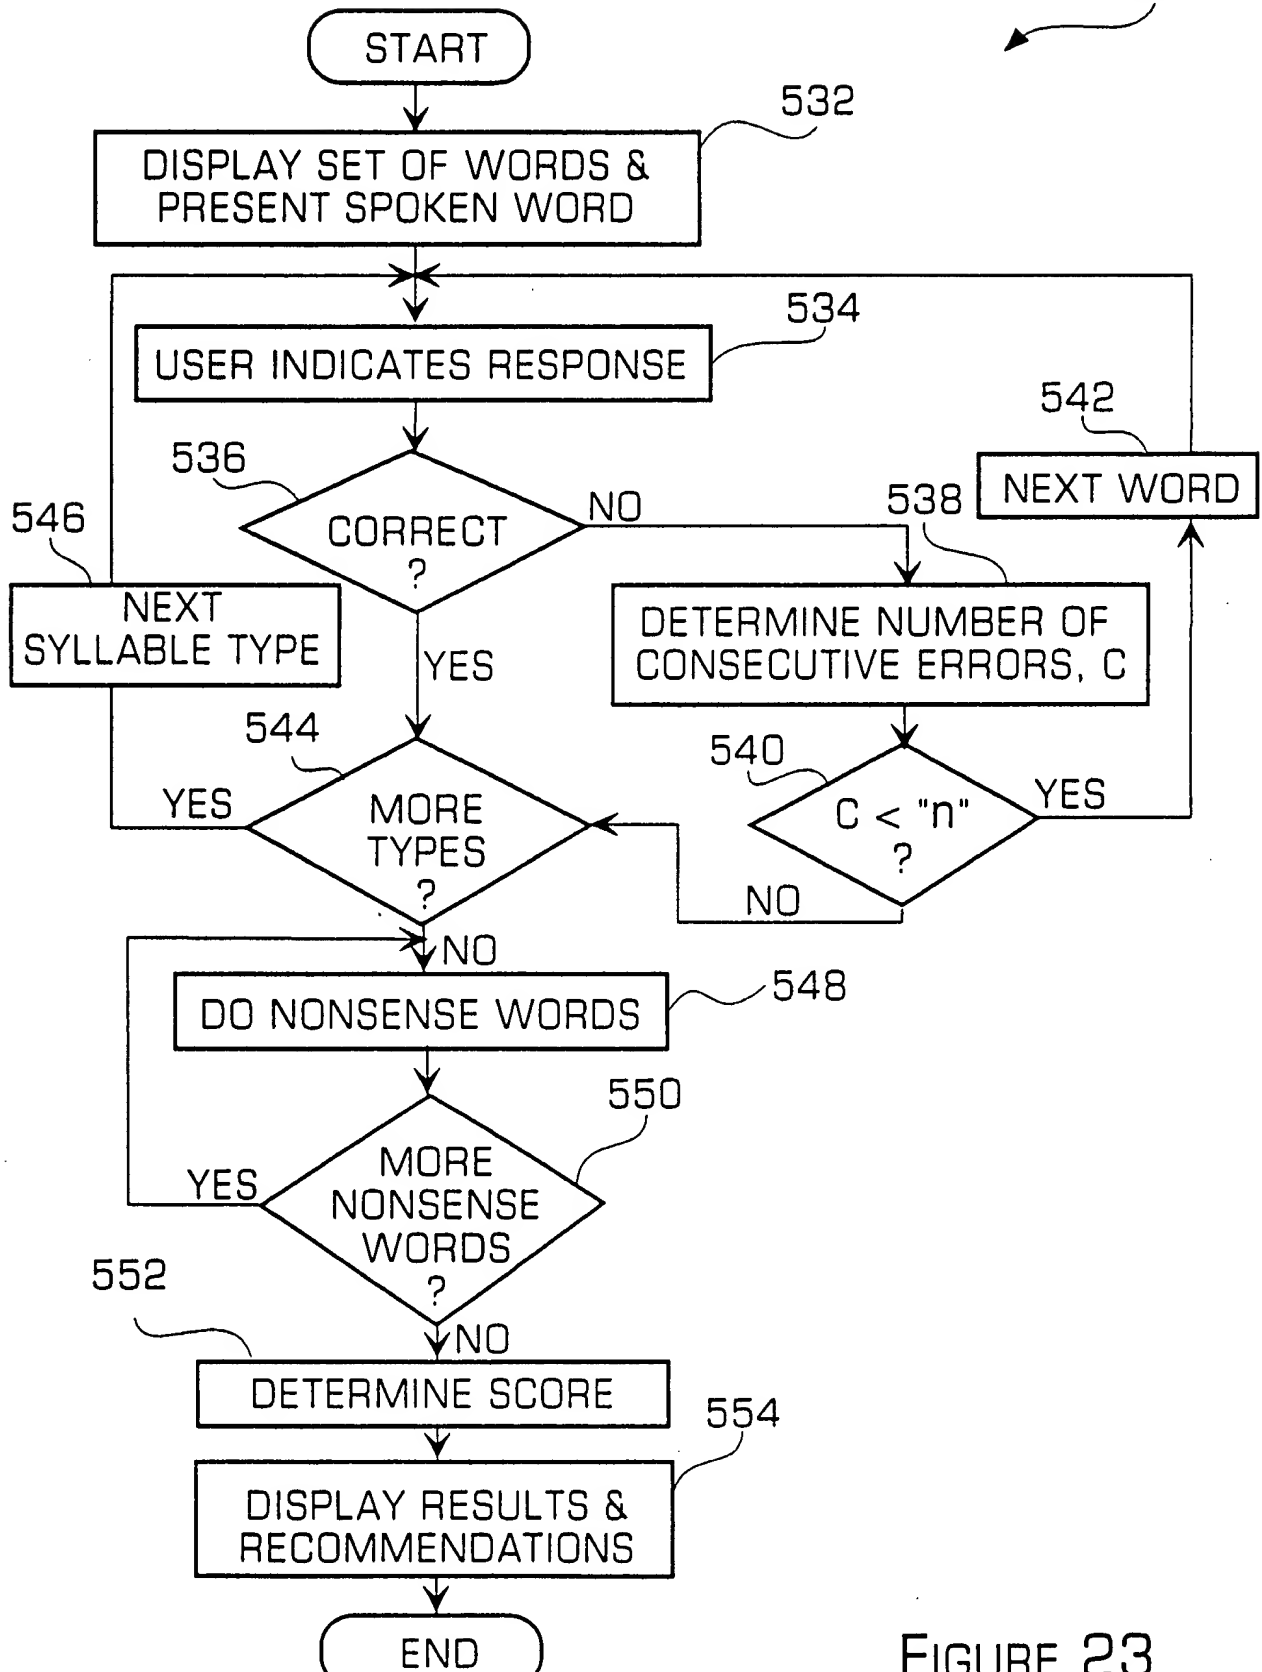 START
532
DISPLAY SET OF WORDS &
PRESENT SPOKEN WORD
534
USER INDICATES RESPONSE
542
NEXT WORD
536
CORRECT
?
NO
538
546
NEXT
SYLLABLE TYPE
DETERMINE NUMBER OF
CONSECUTIVE ERRORS, C
YES
544
540
YES
MORE
TYPES
?
C < "n"
?
YES
NO
NO
DO NONSENSE WORDS
548
550
YES
MORE
NONSENSE
WORDS
?
552
NO
DETERMINE SCORE
554
DISPLAY RESULTS &
RECOMMENDATIONS
END
FIGURE 23